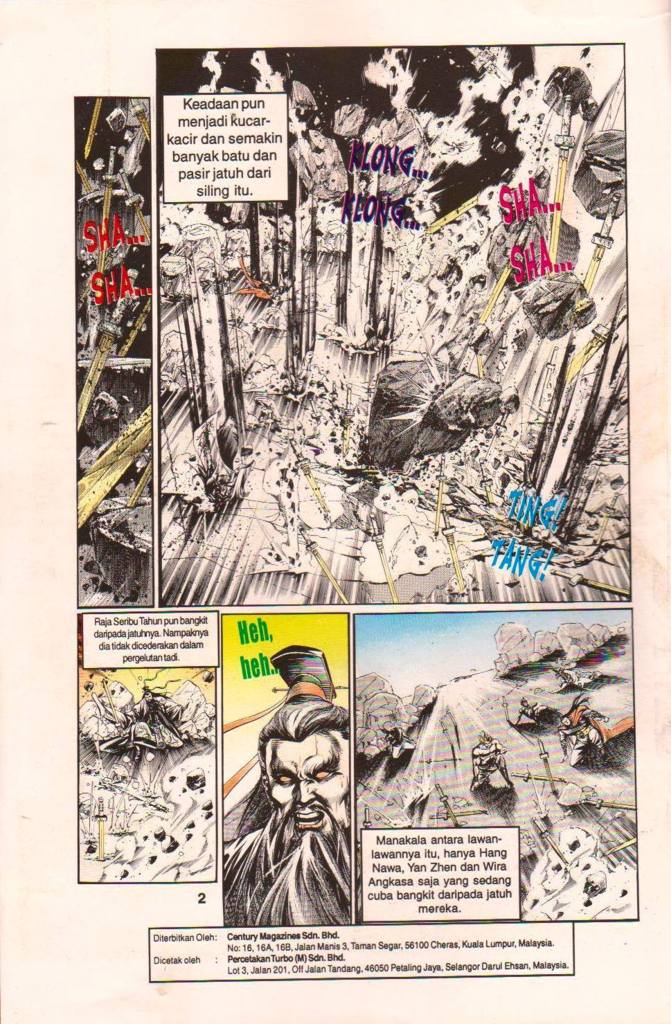 Keadaan pun
menjadi kucar-
kacir dan semakin
banyak batu dan
pasir jatuh dari
siling itu.
KLONG...
KLONG...
SHA...
SHA...
SHA...
SHA...
TING!
TANG!
Raja Seribu Tahun pun bangkit
daripada jatuhnya. Nampaknya
dia tidak dicederakan dalam
pergelutan tadi.
Heh,
heh..
Manakala antara lawan-
lawannya itu, hanya Hang
Nawa, Yan Zhen dan Wira
Angkasa saja yang sedang
cuba bangkit daripada jatuh
mereka.
2
Diterbitkan Oleh: Century Magazines Sdn. Bhd.
No: 16, 16A, 16B, Jalan Manis 3, Taman Segar, 56100 Cheras, Kuala Lumpur, Malaysia.
Dicetak oleh : Percetakan Turbo (M) Sdn. Bhd.
Lot 3, Jalan 201, Off Jalan Tandang, 46050 Petaling Jaya, Selangor Darul Ehsan, Malaysia.